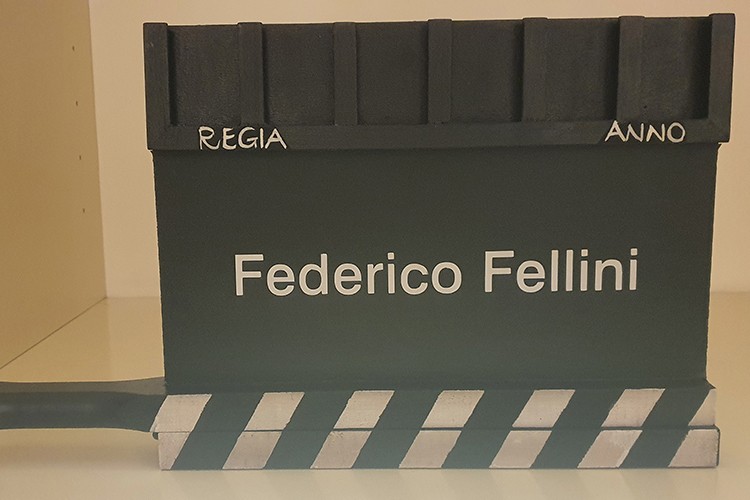 REGIA ANNO
Federico Fellini